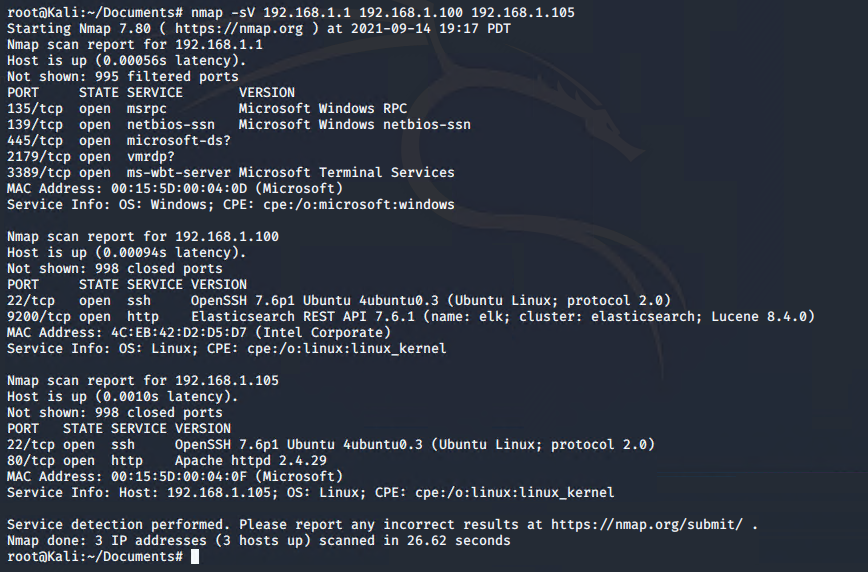 root@Kali:~/Documents# nmap -sV 192.168.1.1 192.168.1.100 192.168.1.105
Starting Nmap 7.80 ( https://nmap.org ) at 2021-09-14 19:17 PDT
Nmap scan report for 192.168.1.1
Host is up (0.00056s latency).
Not shown: 995 filtered ports
PORT     STATE SERVICE       VERSION
135/tcp  open  msrpc         Microsoft Windows RPC
139/tcp  open  netbios-ssn   Microsoft Windows netbios-ssn
445/tcp  open  microsoft-ds?
2179/tcp open  vmrdp?
3389/tcp open  ms-wbt-server Microsoft Terminal Services
MAC Address: 00:15:5D:00:04:0D (Microsoft)
Service Info: OS: Windows; CPE: cpe:/o:microsoft:windows

Nmap scan report for 192.168.1.100
Host is up (0.00094s latency).
Not shown: 998 closed ports
PORT     STATE SERVICE VERSION
22/tcp   open  ssh     OpenSSH 7.6p1 Ubuntu 4ubuntu0.3 (Ubuntu Linux; protocol 2.0)
9200/tcp open  http    Elasticsearch REST API 7.6.1 (name: elk; cluster: elasticsearch; Lucene 8.4.0)
MAC Address: 4C:EB:42:D2:D5:D7 (Intel Corporate)
Service Info: OS: Linux; CPE: cpe:/o:linux:linux_kernel

Nmap scan report for 192.168.1.105
Host is up (0.0010s latency).
Not shown: 998 closed ports
PORT   STATE SERVICE VERSION
22/tcp open  ssh     OpenSSH 7.6p1 Ubuntu 4ubuntu0.3 (Ubuntu Linux; protocol 2.0)
80/tcp open  http    Apache httpd 2.4.29
MAC Address: 00:15:5D:00:04:0F (Microsoft)
Service Info: Host: 192.168.1.105; OS: Linux; CPE: cpe:/o:linux:linux_kernel

Service detection performed. Please report any incorrect results at https://nmap.org/submit/ .
Nmap done: 3 IP addresses (3 hosts up) scanned in 26.62 seconds
root@Kali:~/Documents#